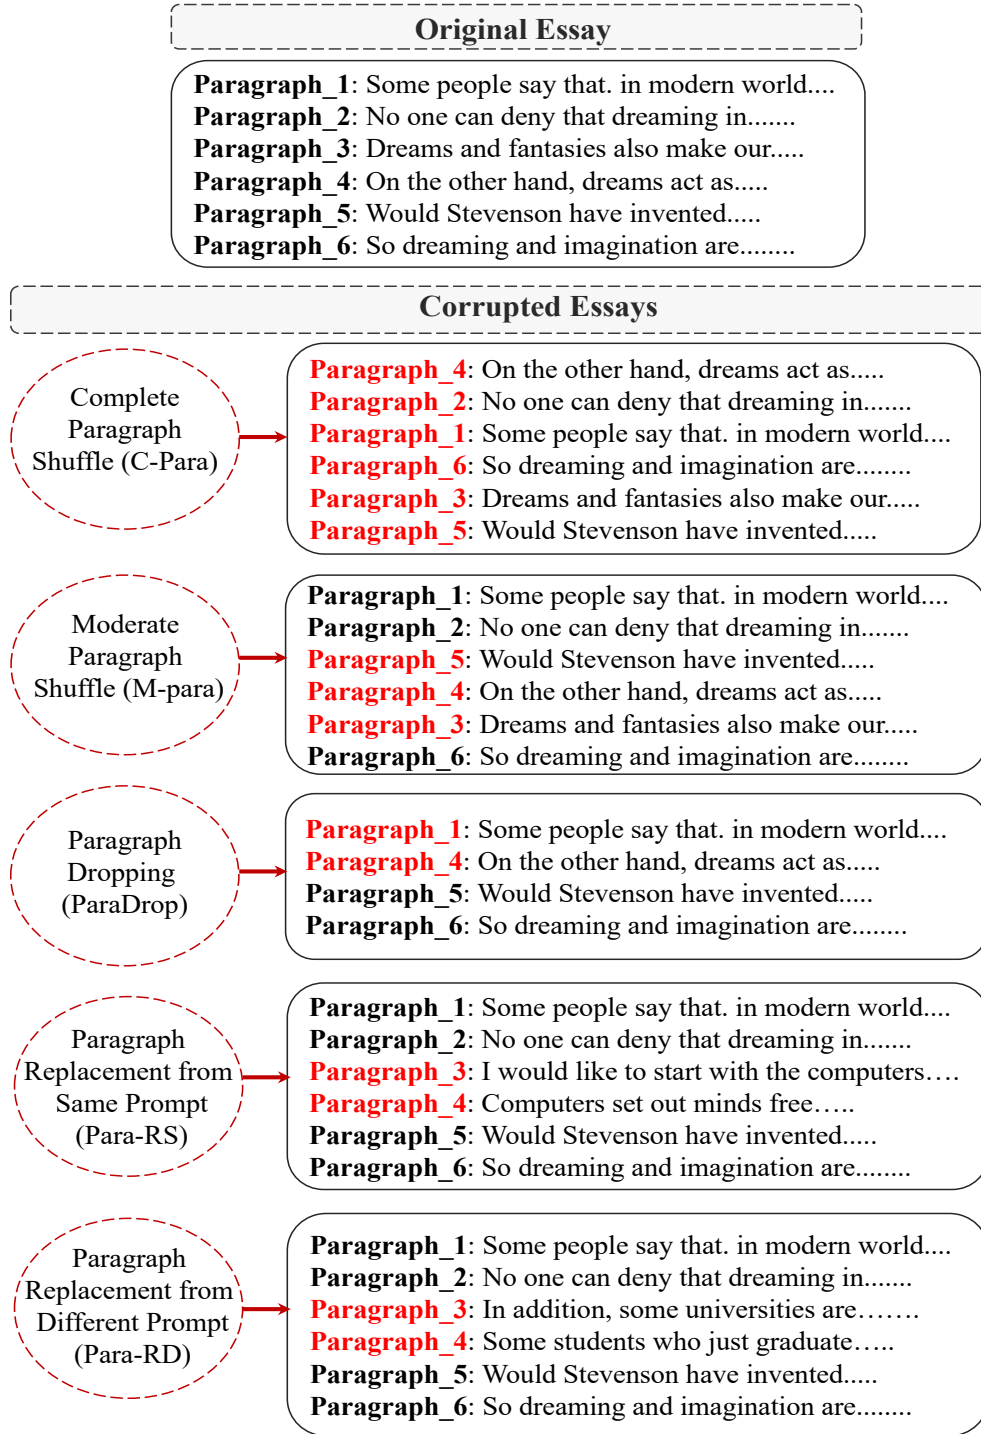 Original Essay
Paragraph_1: Some people say that. in modern world....
Paragraph_2: No one can deny that dreaming in.......
Paragraph_3: Dreams and fantasies also make our.....
Paragraph_4: On the other hand, dreams act as.....
Paragraph_5: Would Stevenson have invented.....
Paragraph_6: So dreaming and imagination are........
Corrupted Essays
Complete
Paragraph
Shuffle (C-Para)
Paragraph_4: On the other hand, dreams act as.....
Paragraph_2: No one can deny that dreaming in.......
Paragraph_1: Some people say that. in modern world....
Paragraph_6: So dreaming and imagination are........
Paragraph_3: Dreams and fantasies also make our.....
Paragraph_5: Would Stevenson have invented.....
Moderate
Paragraph
Shuffle (M-para)
Paragraph_1: Some people say that. in modern world....
Paragraph_2: No one can deny that dreaming in.......
Paragraph_5: Would Stevenson have invented.....
Paragraph_4: On the other hand, dreams act as.....
Paragraph_3: Dreams and fantasies also make our.....
Paragraph_6: So dreaming and imagination are........
Paragraph
Dropping
(ParaDrop)
Paragraph_1: Some people say that. in modern world....
Paragraph_4: On the other hand, dreams act as.....
Paragraph_5: Would Stevenson have invented.....
Paragraph_6: So dreaming and imagination are........
Paragraph
Replacement from
Same Prompt
(Para-RS)
Paragraph_1: Some people say that. in modern world....
Paragraph_2: No one can deny that dreaming in.......
Paragraph_3: I would like to start with the computers….
Paragraph_4: Computers set out minds free…..
Paragraph_5: Would Stevenson have invented.....
Paragraph_6: So dreaming and imagination are........
Paragraph
Replacement from
Different Prompt
(Para-RD)
Paragraph_1: Some people say that. in modern world....
Paragraph_2: No one can deny that dreaming in.......
Paragraph_3: In addition, some universities are…….
Paragraph_4: Some students who just graduate…..
Paragraph_5: Would Stevenson have invented.....
Paragraph_6: So dreaming and imagination are........